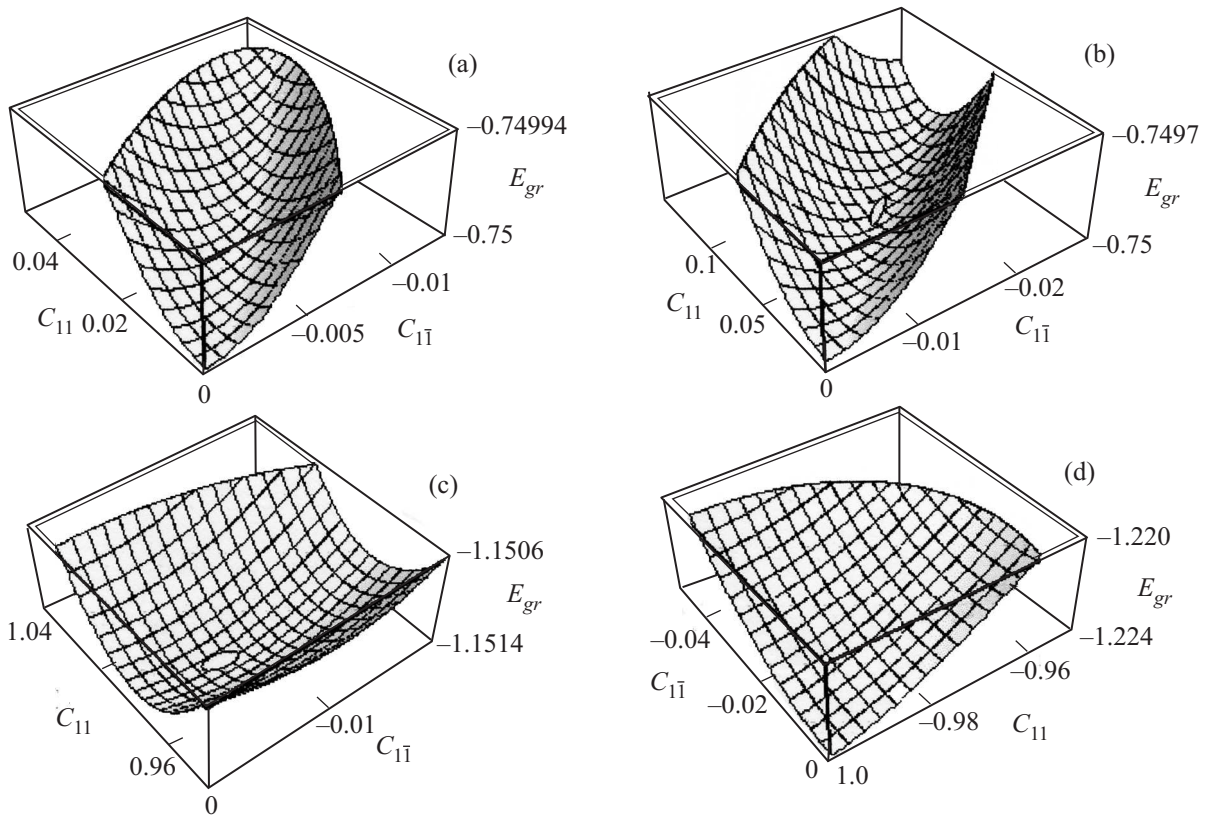 (a)
−0.74994
E_gr
−0.75
0.04
−0.01
C_11 0.02
−0.005
C_11̄
0
(b)
−0.7497
E_gr
−0.75
0.1
−0.02
C_11
0.05
−0.01
C_11̄
0
(c)
−1.1506
E_gr
−1.1514
1.04
C_11
−0.01
C_11̄
0.96
0
(d)
−1.220
E_gr
−1.224
−0.04
−0.96
C_11̄
−0.02
−0.98
C_11
0
1.0